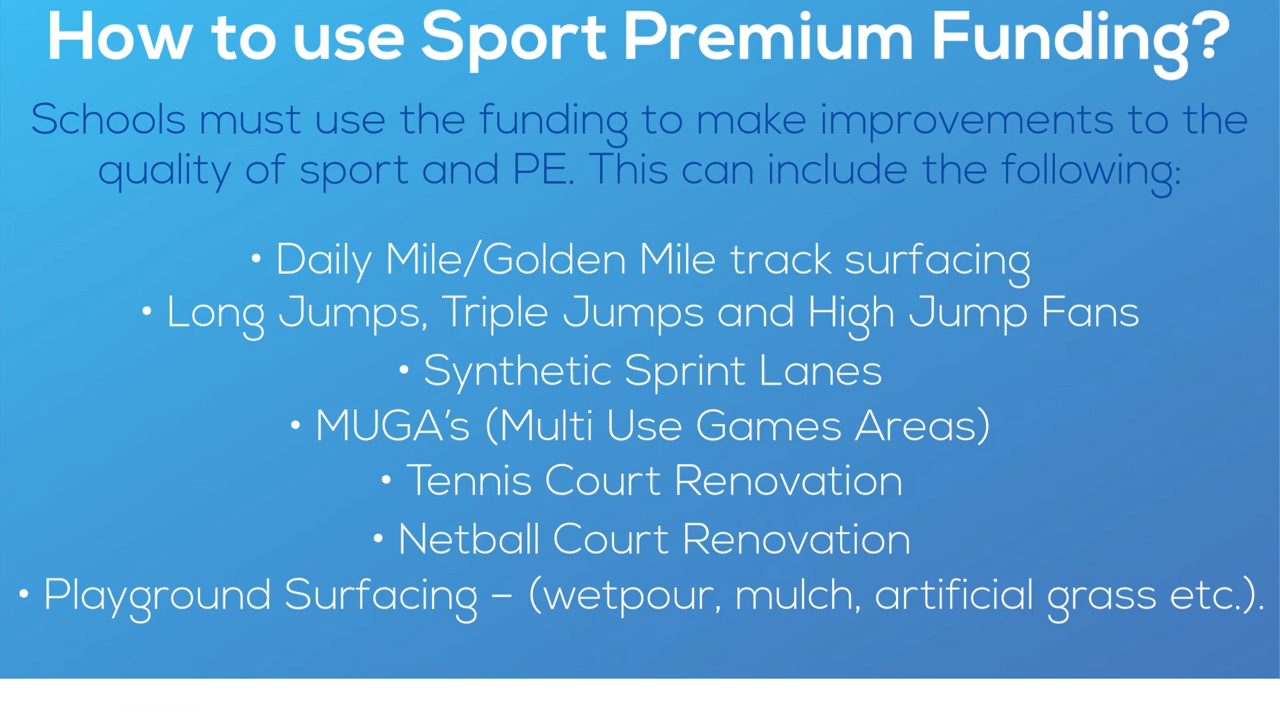 How to use Sport Premium Funding?
Schools must use the funding to make improvements to the
quality of sport and PE. This can include the following:
• Daily Mile/Golden Mile track surfacing
• Long Jumps, Triple Jumps and High Jump Fans
• Synthetic Sprint Lanes
• MUGA's (Multi Use Games Areas)
• Tennis Court Renovation
• Netball Court Renovation
• Playground Surfacing – (wetpour, mulch, artificial grass etc.).